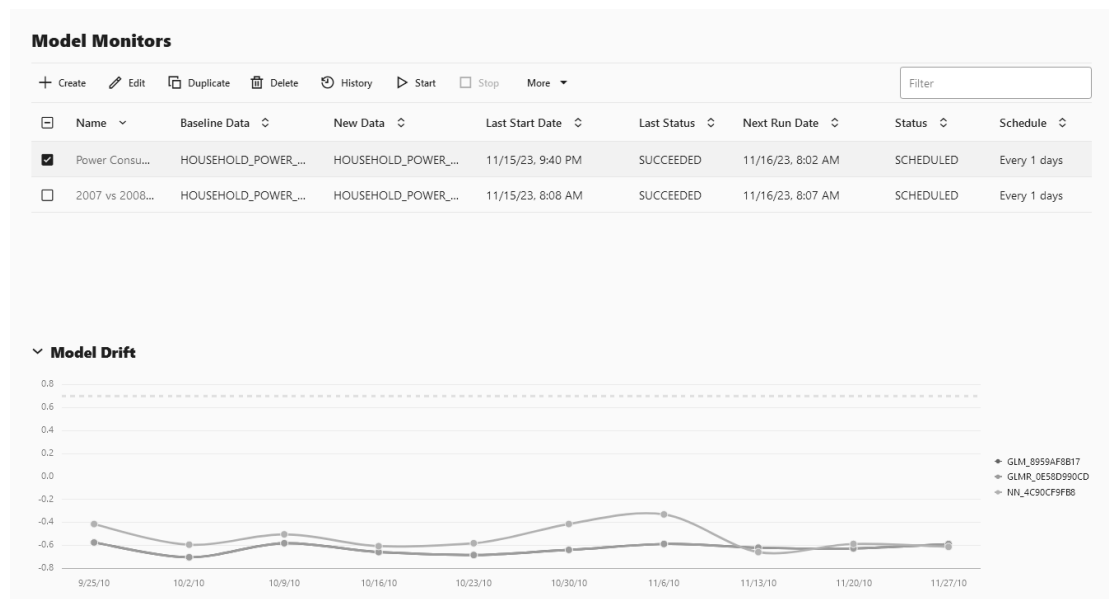 Model Monitors
Create Edit Duplicate Delete History Start Stop More Filter
Name Baseline Data New Data Last Start Date Last Status Next Run Date Status Schedule
Power Consu... HOUSEHOLD_POWER_... HOUSEHOLD_POWER_... 11/15/23, 9:40 PM SUCCEEDED 11/16/23, 8:02 AM SCHEDULED Every 1 days
2007 vs 2008... HOUSEHOLD_POWER_... HOUSEHOLD_POWER_... 11/15/23, 8:08 AM SUCCEEDED 11/16/23, 8:07 AM SCHEDULED Every 1 days
Model Drift
0.8
0.6
0.4
0.2
0.0
-0.2
-0.4
-0.6
-0.8
9/25/10 10/2/10 10/9/10 10/16/10 10/23/10 10/30/10 11/6/10 11/13/10 11/20/10 11/27/10
GLM_8959AF8B17
GLMR_0E58D990CD
NN_4C90CF9FB8